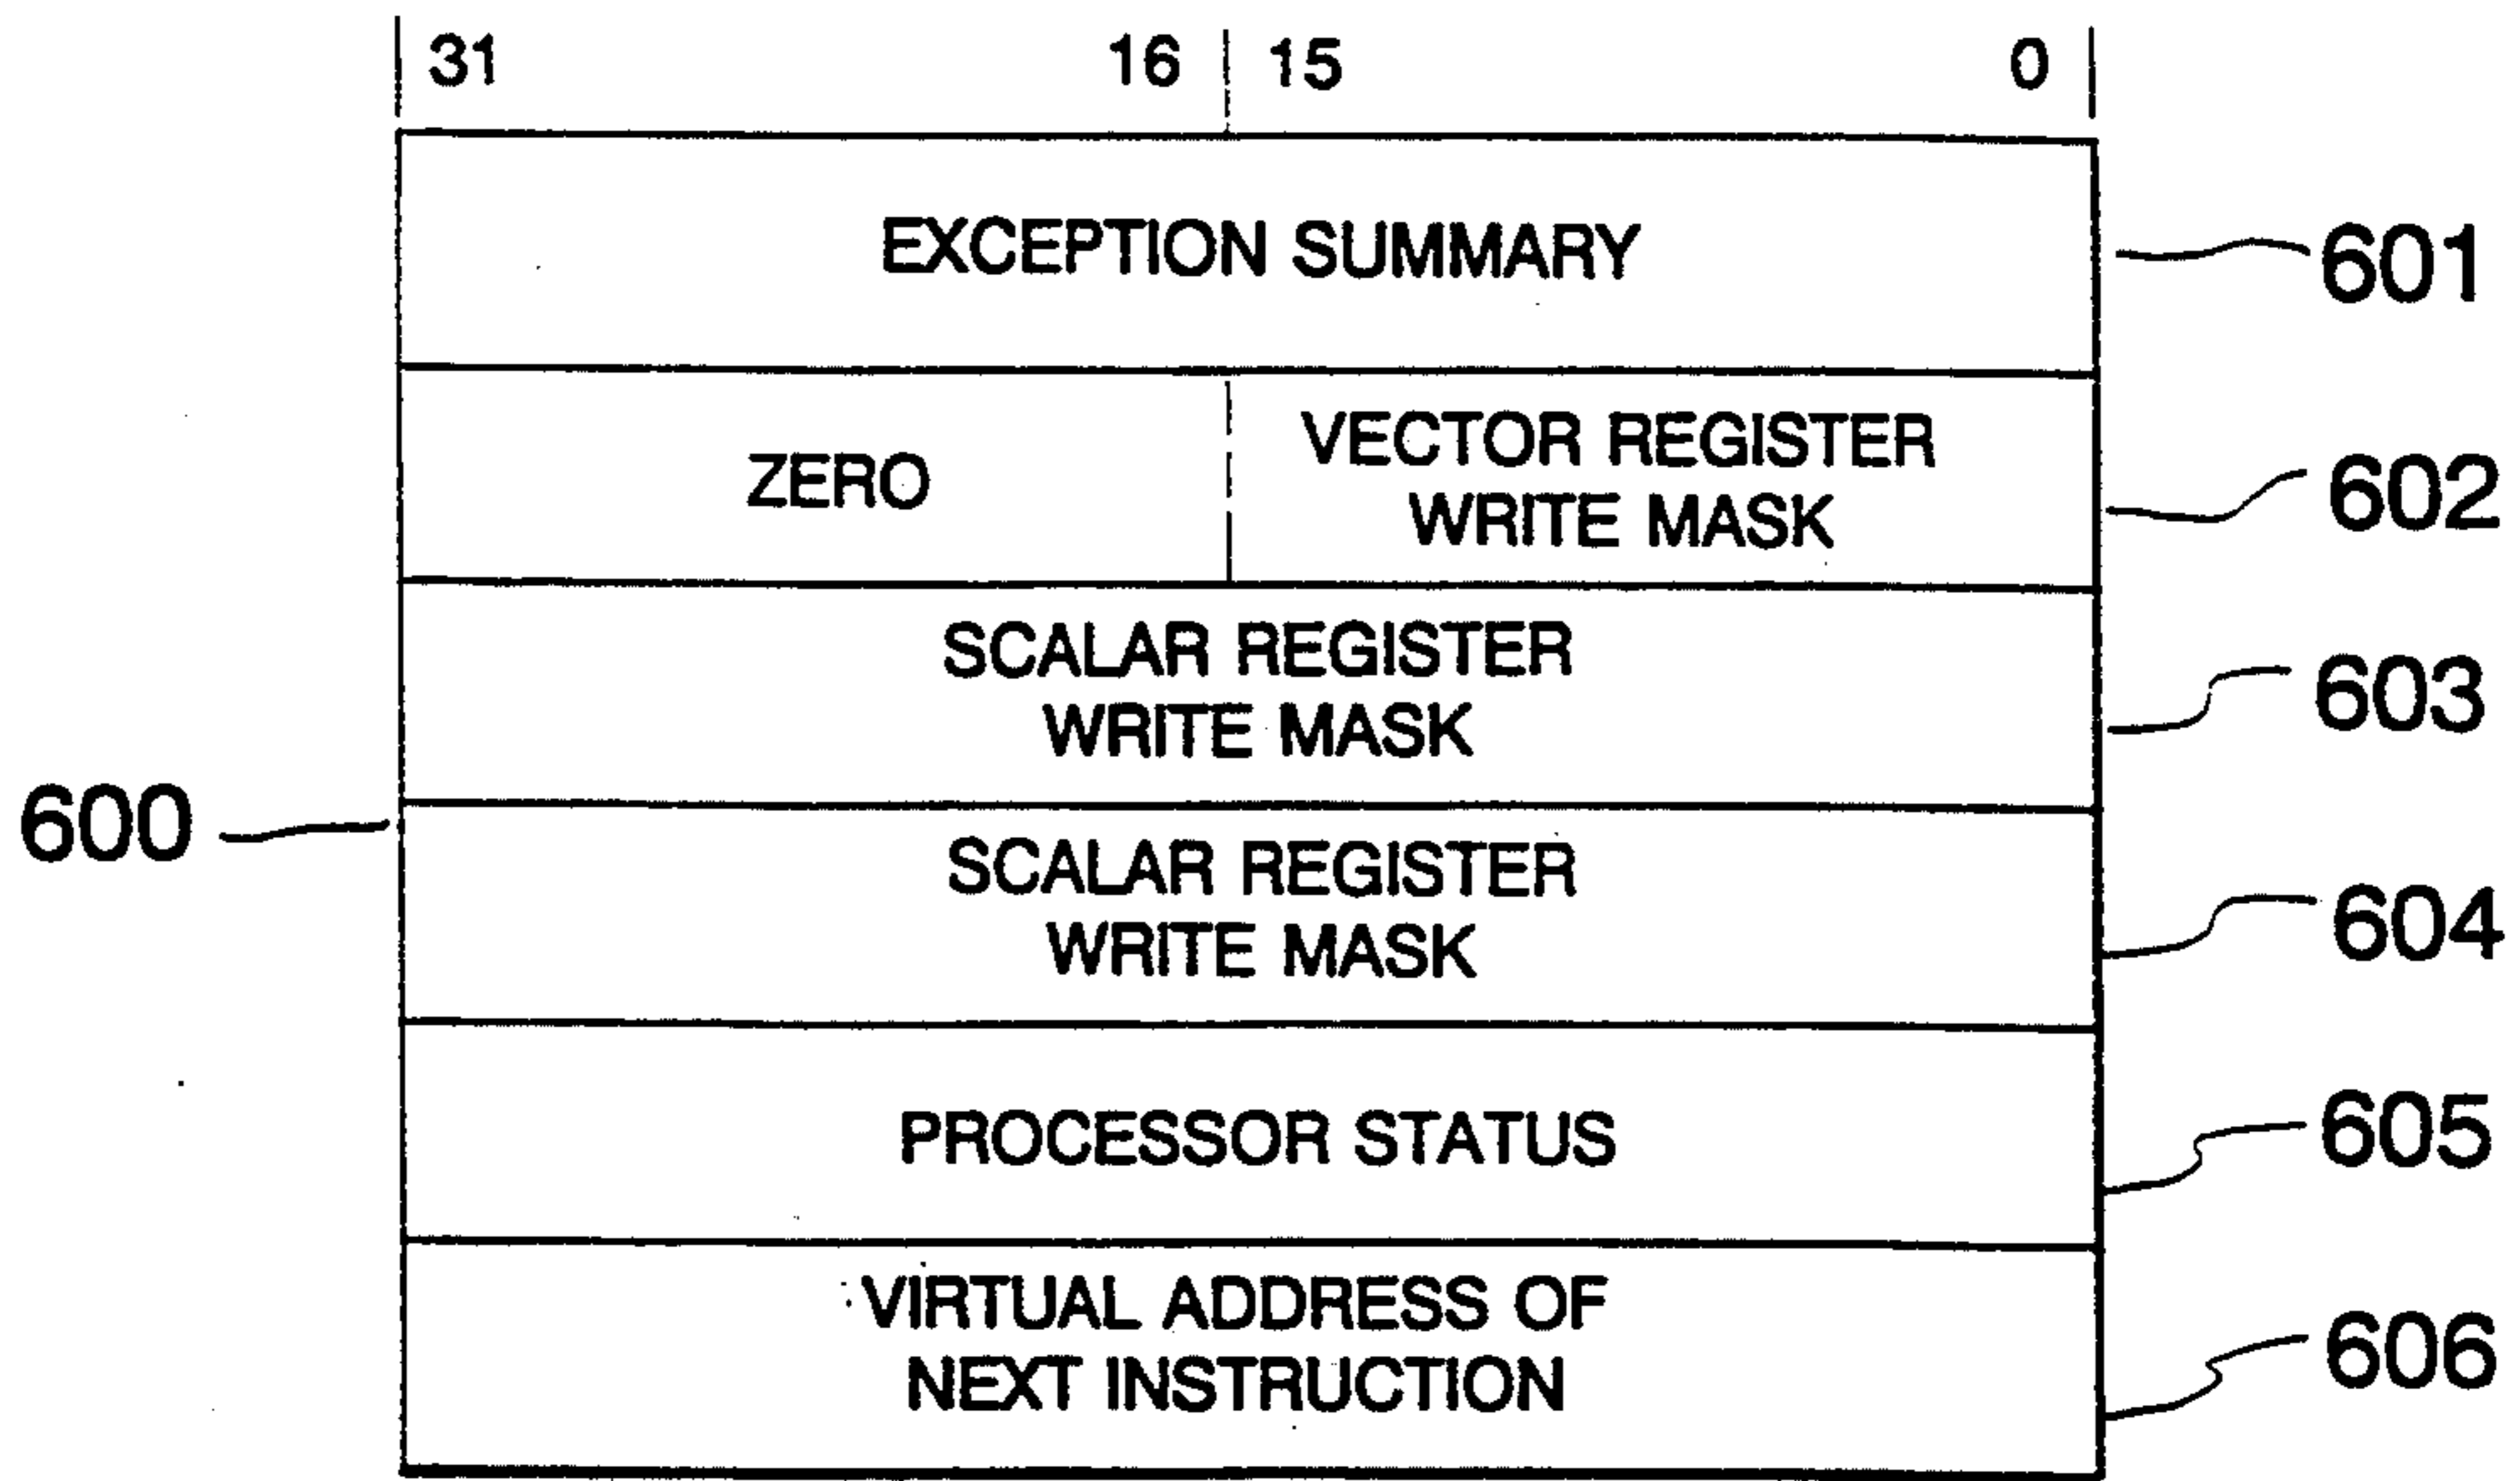 31 16 15 0
EXCEPTION SUMMARY 601
ZERO
VECTOR REGISTER
WRITE MASK
602
SCALAR REGISTER
WRITE MASK
603
600
SCALAR REGISTER
WRITE MASK
604
PROCESSOR STATUS 605
VIRTUAL ADDRESS OF
NEXT INSTRUCTION
606